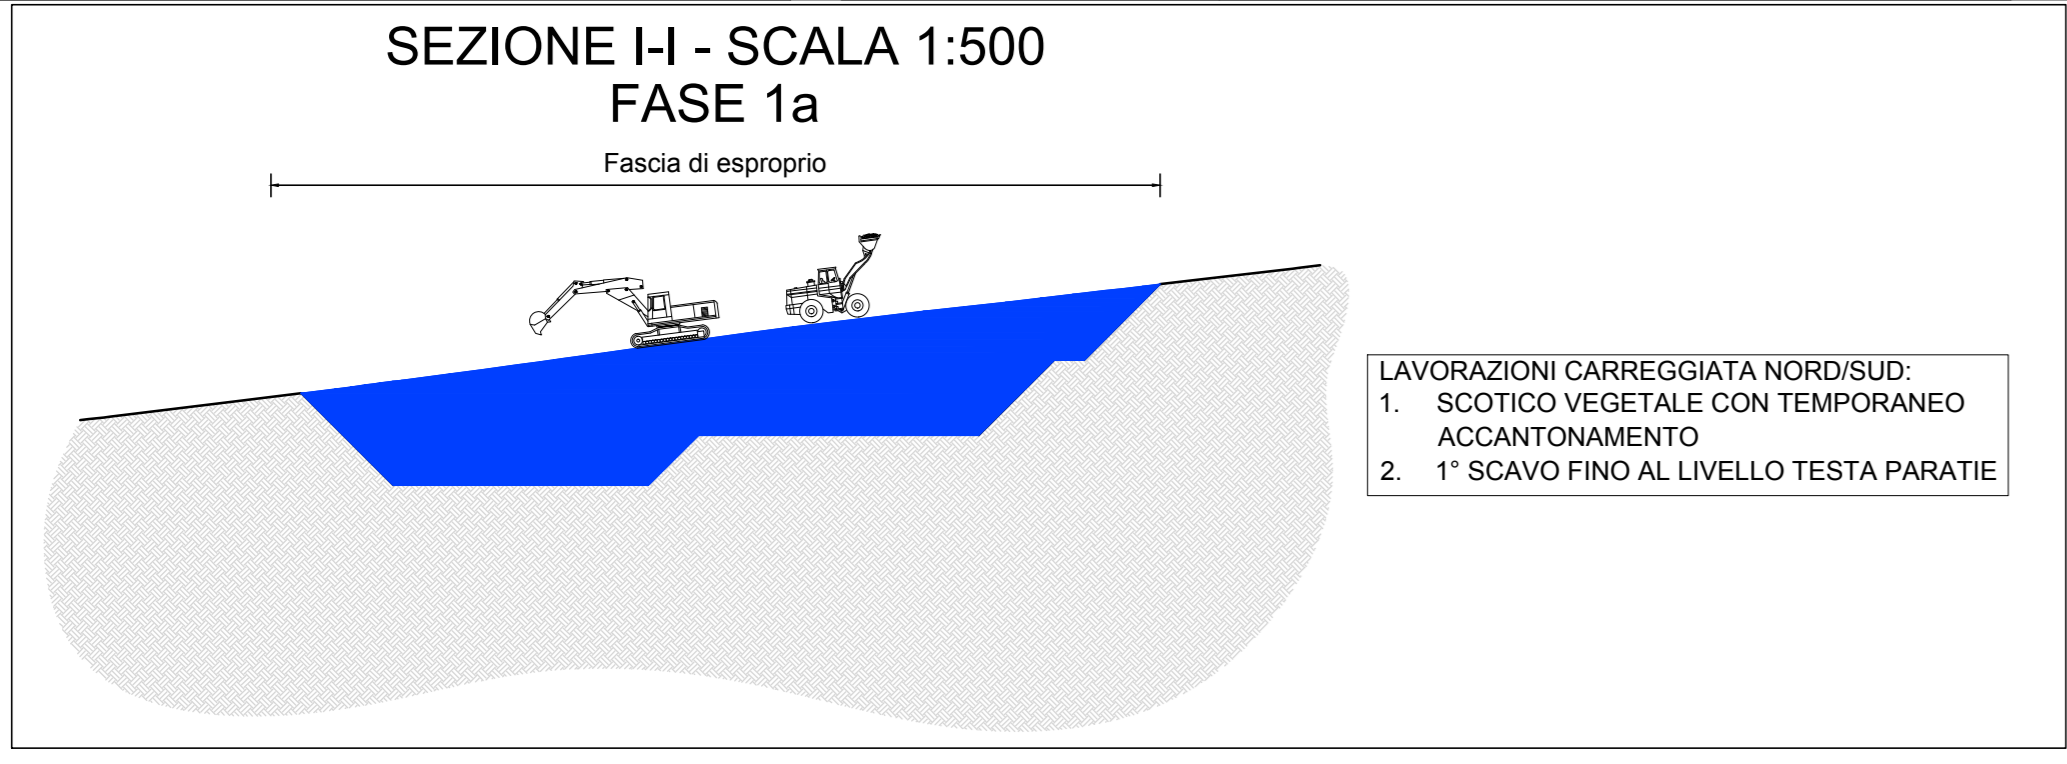 SEZIONE I-I - SCALA 1:500
FASE 1a
Fascia di esproprio
LAVORAZIONI CARREGGIATA NORD/SUD:
1. SCOTICO VEGETALE CON TEMPORANEO
ACCANTONAMENTO
2. 1° SCAVO FINO AL LIVELLO TESTA PARATIE